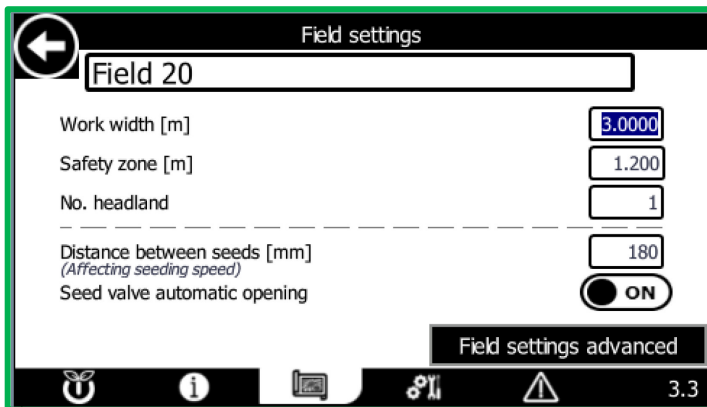 Field settings
Field 20
Work width [m] 3.0000
Safety zone [m] 1.200
No. headland 1
Distance between seeds [mm] 180
(Affecting seeding speed)
Seed valve automatic opening ON
Field settings advanced
i 3.3